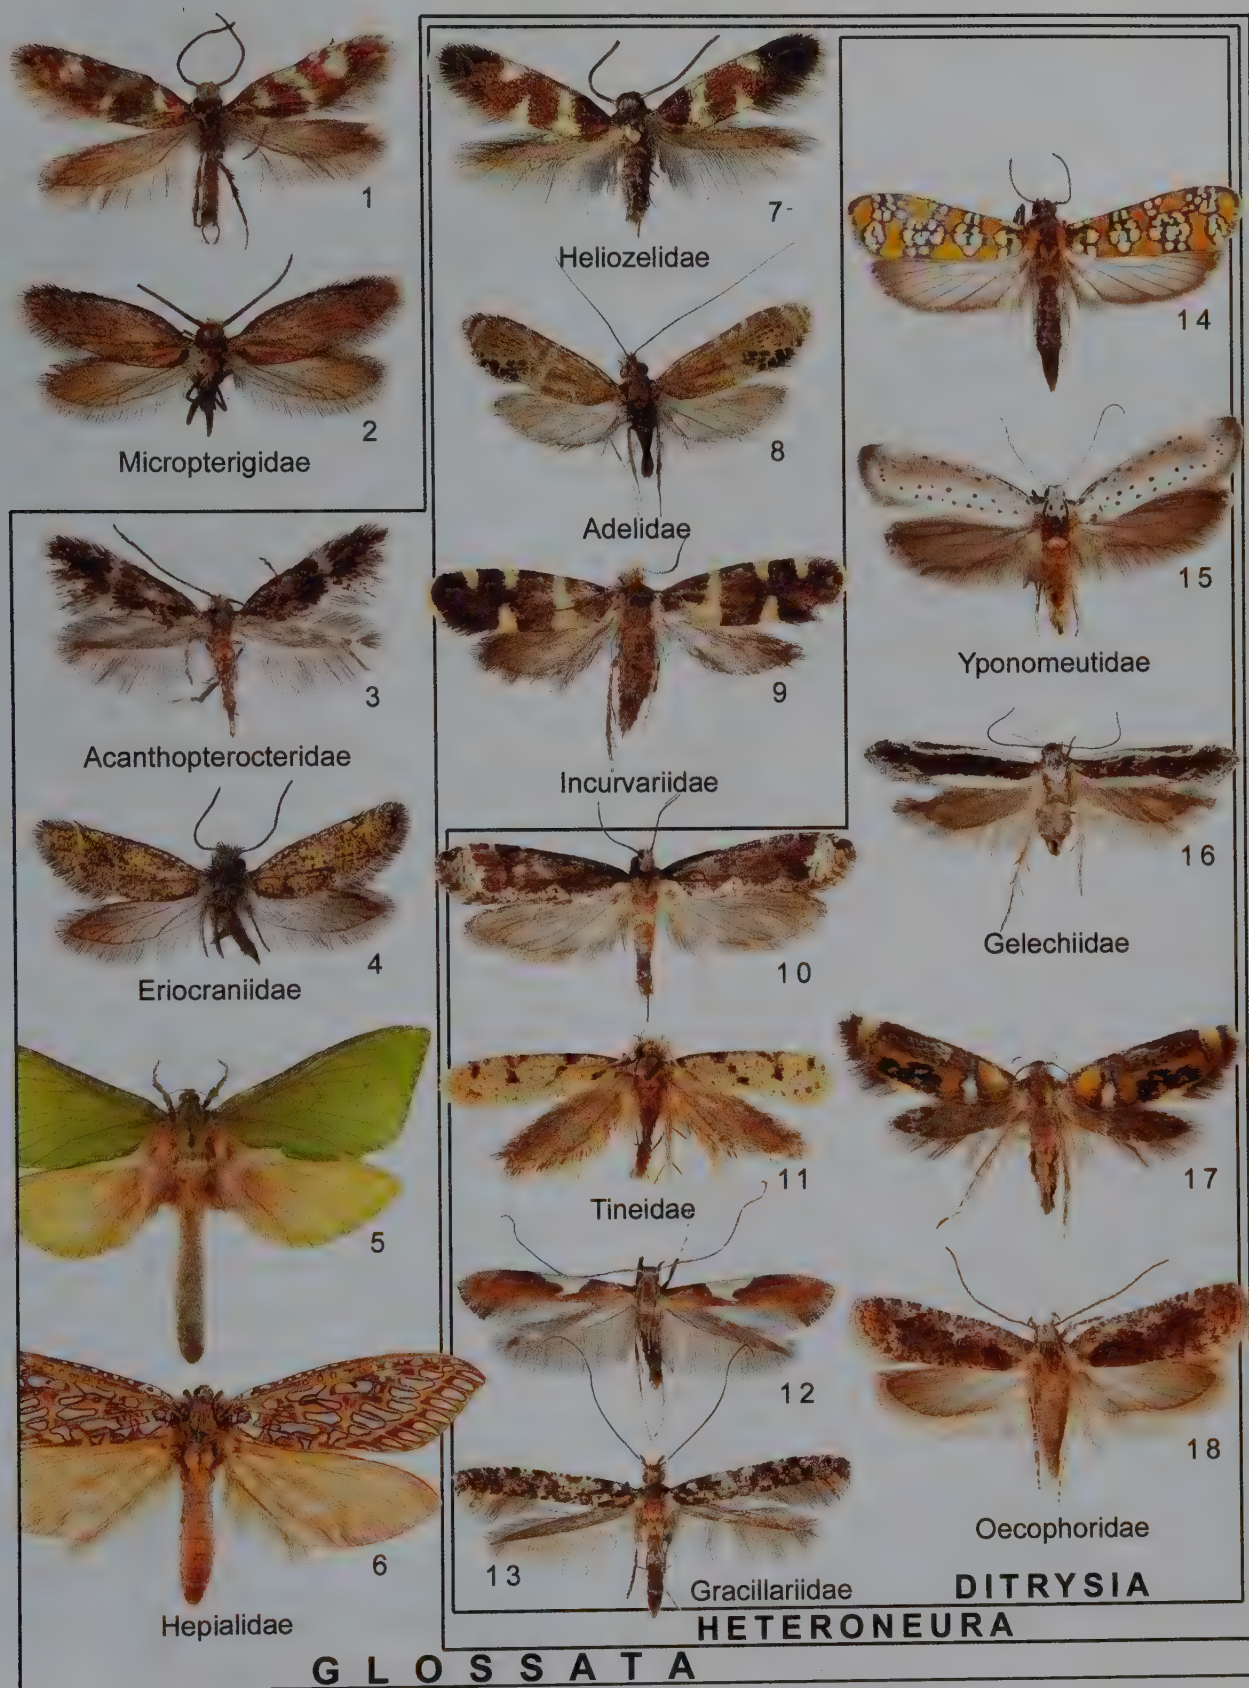 1
2
Micropterigidae
3
Acanthopteroctetridae
4
Eriocraniidae
5
6
Hepialidae
7-
Heliozelidae
8
Adelidae
9
Incurvariidae
10
11
Tineidae
12
13
Gracillariidae
14
15
Yponomeutidae
16
Gelechiidae
17
18
Oecophoridae
DITRYSIA
HETERONEURA
GLOSSATA